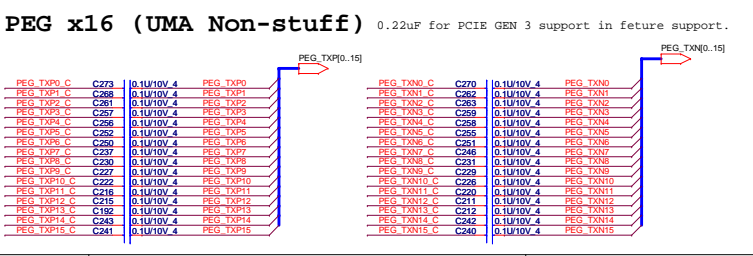 PEG x16 (UMA Non-stuff) 0.22uF for PCIE GEN 3 support in feture support.
PEG_TXP[0..15] PEG_TXN[0..15]
PEG_TXP0_C C273 0.1U/10V_4 PEG_TXP0 PEG_TXN0_C C270 0.1U/10V_4 PEG_TXN0
PEG_TXP1_C C268 0.1U/10V_4 PEG_TXP1 PEG_TXN1_C C262 0.1U/10V_4 PEG_TXN1
PEG_TXP2_C C261 0.1U/10V_4 PEG_TXP2 PEG_TXN2_C C263 0.1U/10V_4 PEG_TXN2
PEG_TXP3_C C257 0.1U/10V_4 PEG_TXP3 PEG_TXN3_C C259 0.1U/10V_4 PEG_TXN3
PEG_TXP4_C C256 0.1U/10V_4 PEG_TXP4 PEG_TXN4_C C258 0.1U/10V_4 PEG_TXN4
PEG_TXP5_C C252 0.1U/10V_4 PEG_TXP5 PEG_TXN5_C C255 0.1U/10V_4 PEG_TXN5
PEG_TXP6_C C250 0.1U/10V_4 PEG_TXP6 PEG_TXN6_C C251 0.1U/10V_4 PEG_TXN6
PEG_TXP7_C C237 0.1U/10V_4 PEG_TXP7 PEG_TXN7_C C246 0.1U/10V_4 PEG_TXN7
PEG_TXP8_C C230 0.1U/10V_4 PEG_TXP8 PEG_TXN8_C C231 0.1U/10V_4 PEG_TXN8
PEG_TXP9_C C227 0.1U/10V_4 PEG_TXP9 PEG_TXN9_C C229 0.1U/10V_4 PEG_TXN9
PEG_TXP10_C C222 0.1U/10V_4 PEG_TXP10 PEG_TXN10_C C226 0.1U/10V_4 PEG_TXN10
PEG_TXP11_C C216 0.1U/10V_4 PEG_TXP11 PEG_TXN11_C C220 0.1U/10V_4 PEG_TXN11
PEG_TXP12_C C215 0.1U/10V_4 PEG_TXP12 PEG_TXN12_C C211 0.1U/10V_4 PEG_TXN12
PEG_TXP13_C C192 0.1U/10V_4 PEG_TXP13 PEG_TXN13_C C212 0.1U/10V_4 PEG_TXN13
PEG_TXP14_C C243 0.1U/10V_4 PEG_TXP14 PEG_TXN14_C C242 0.1U/10V_4 PEG_TXN14
PEG_TXP15_C C241 0.1U/10V_4 PEG_TXP15 PEG_TXN15_C C240 0.1U/10V_4 PEG_TXN15